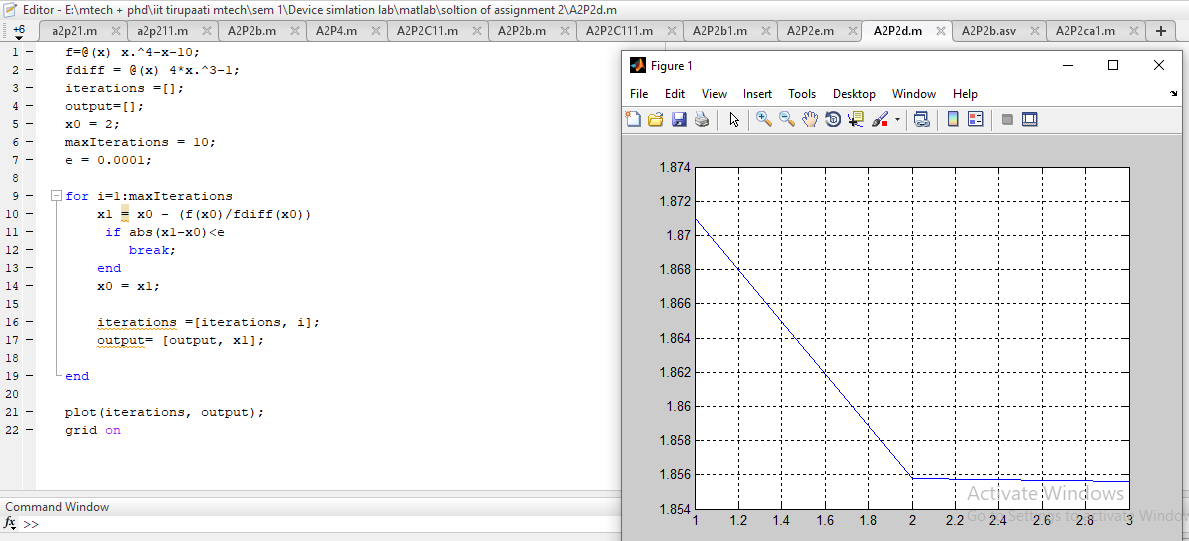 Editor - E:\mtech + phd\iit tirupaati mtech\sem 1\Device simlation lab\matlab\soltion of assignment 2\A2P2d.m
+6 a2p21.m a2p211.m A2P2b.m A2P4.m A2P2C11.m A2P2b.m A2P2C111.m A2P2b1.m A2P2e.m A2P2d.m A2P2b.asv A2P2ca1.m +
1 f=@(x) x.^4-x-10;
2 fdiff = @(x) 4*x.^3-1;
3 iterations =[];
4 output=[];
5 x0 = 2;
6 maxIterations = 10;
7 e = 0.0001;
8
9 for i=1:maxIterations
10 x1 = x0 - (f(x0)/fdiff(x0))
11 if abs(x1-x0)<e
12 break;
13 end
14 x0 = x1;
15
16 iterations =[iterations, i];
17 output= [output, x1];
18
19 end
20
21 plot(iterations, output);
22 grid on
Command Window
fx >>
Figure 1
File Edit View Insert Tools Desktop Window Help
1.874
1.872
1.87
1.868
1.866
1.864
1.862
1.86
1.858
1.856
1.854
1 1.2 1.4 1.6 1.8 2 2.2 2.4 2.6 2.8 3
Activate Windows
Go to Settings to activate Windo